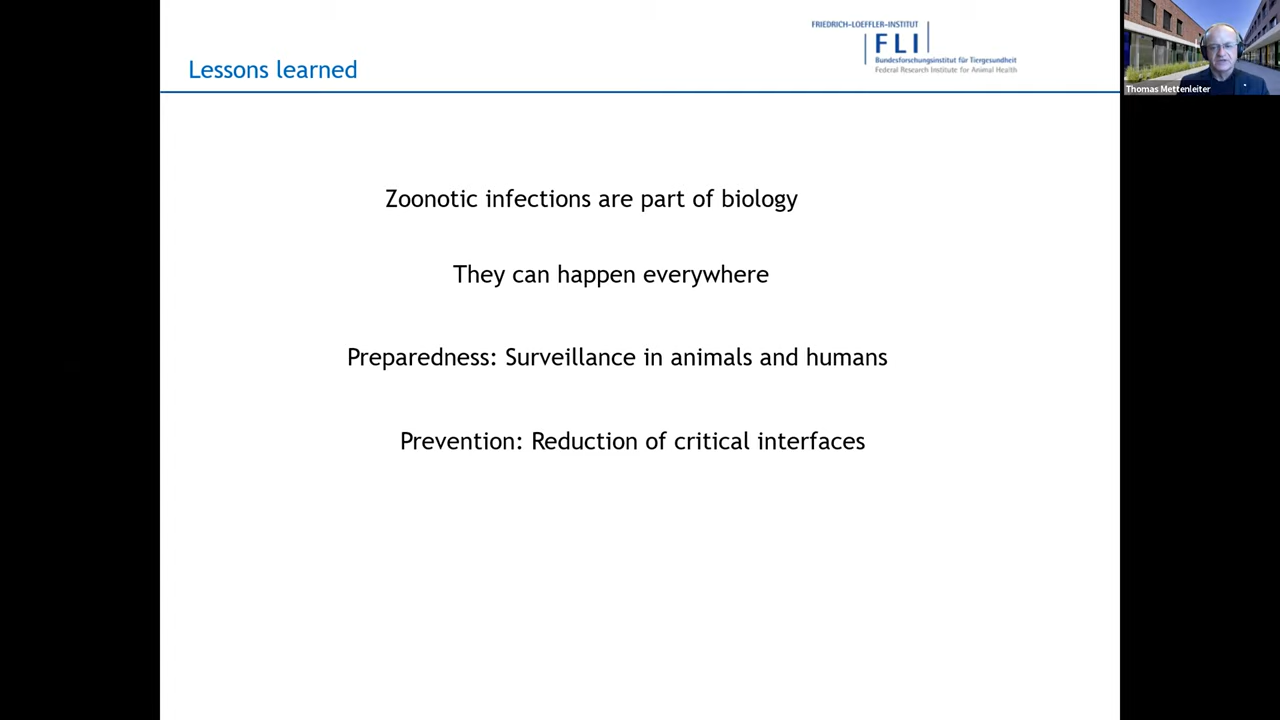 FRIEDRICH-LOEFFLER-INSTITUT
FLI
Bundesforschungsinstitut für Tiergesundheit
Federal Research Institute for Animal Health
Lessons learned
Thomas Mettenleiter
Zoonotic infections are part of biology
They can happen everywhere
Preparedness: Surveillance in animals and humans
Prevention: Reduction of critical interfaces